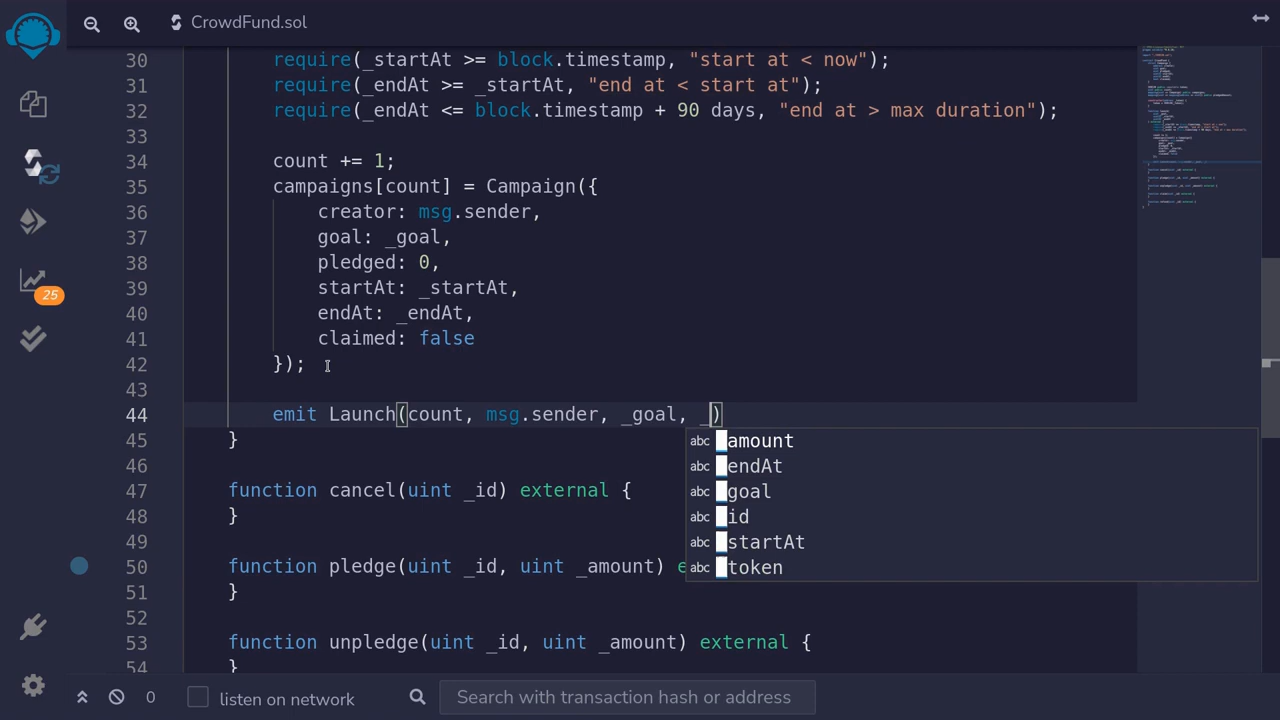 CrowdFund.sol
30 require(_startAt >= block.timestamp, "start at < now");
31 require(_endAt >= _startAt, "end at < start at");
32 require(_endAt <= block.timestamp + 90 days, "end at > max duration");
33
34 count += 1;
35 campaigns[count] = Campaign({
36 creator: msg.sender,
37 goal: _goal,
38 pledged: 0,
39 startAt: _startAt,
40 endAt: _endAt,
41 claimed: false
42 });
43
44 emit Launch(count, msg.sender, _goal, _)
45 }
abc _amount
46
abc _endAt
47 function cancel(uint _id) external {
abc _goal
48 }
abc _id
49
abc _startAt
50 function pledge(uint _id, uint _amount) e
abc _token
51 }
52
53 function unpledge(uint _id, uint _amount) external {
54 }
25
0 listen on network Search with transaction hash or address